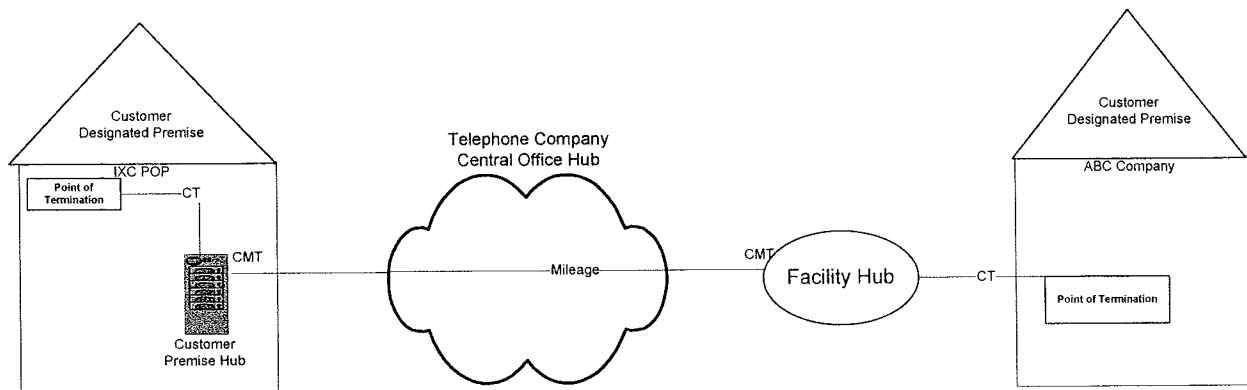 Customer
Designated Premise
IXC POP
Point of
Termination
CT
CMT
Customer
Premise Hub
Telephone Company
Central Office Hub
Mileage
CMT
Facility Hub
CT
Customer
Designated Premise
ABC Company
Point of Termination